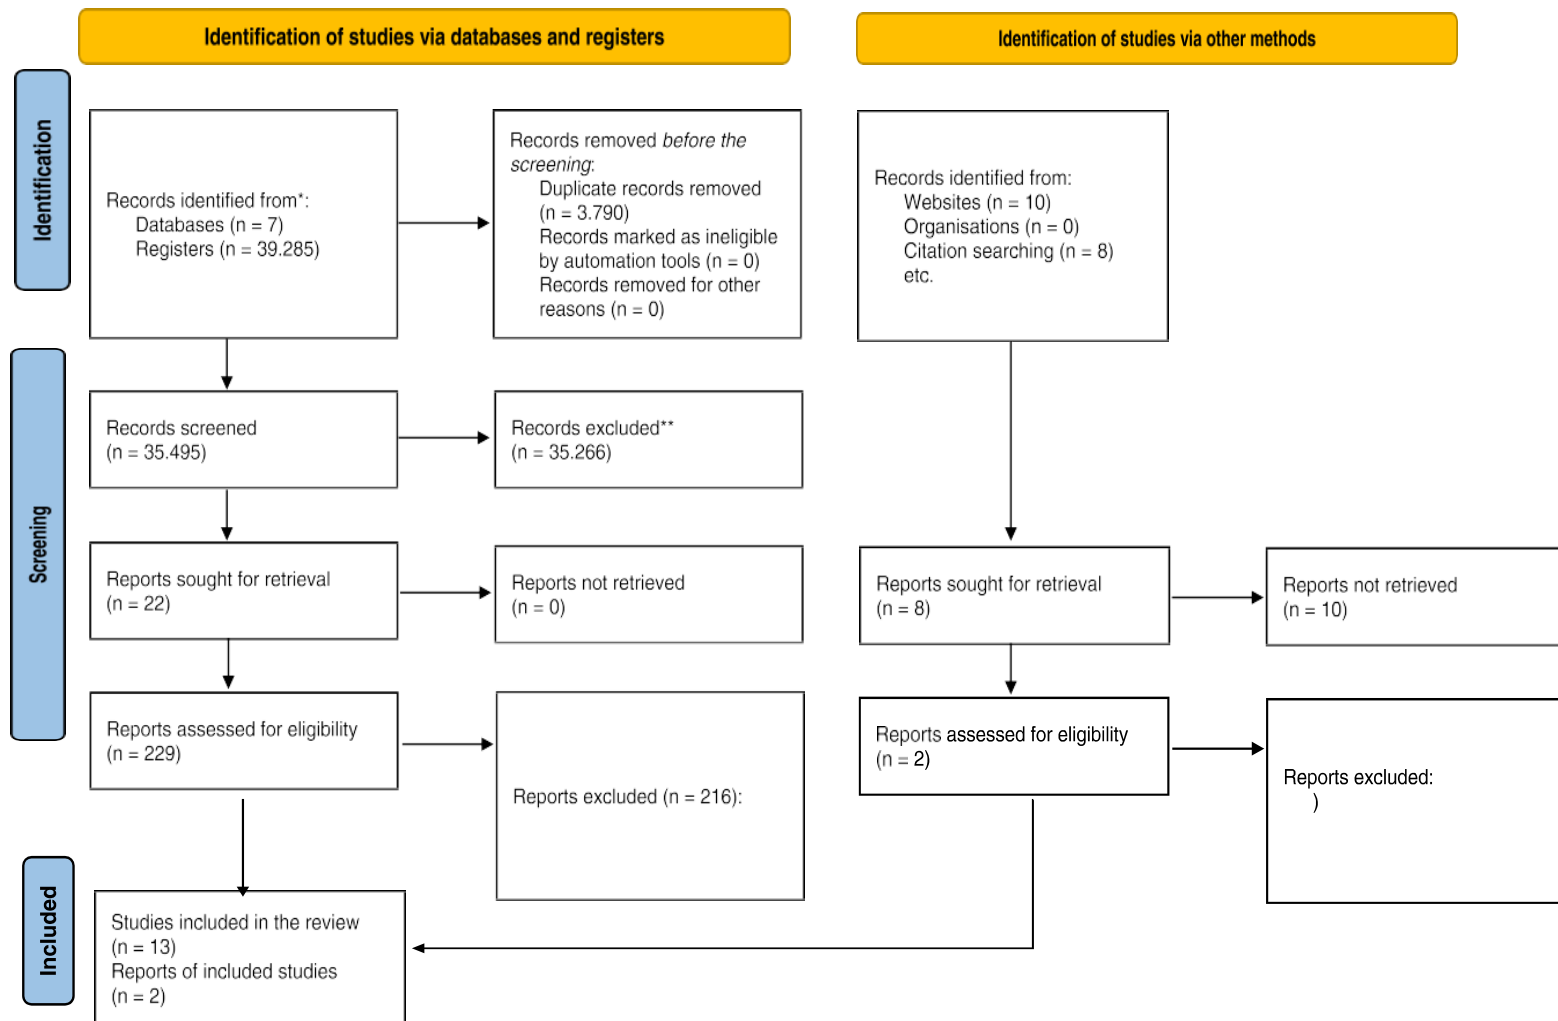 Identification of studies via databases and registers
Identification of studies via other methods
Identification
Records identified from*:
Databases (n = 7)
Registers (n = 39.285)
Records removed before the
screening:
Duplicate records removed
(n = 3.790)
Records marked as ineligible
by automation tools (n = 0)
Records removed for other
reasons (n = 0)
Records identified from:
Websites (n = 10)
Organisations (n = 0)
Citation searching (n = 8)
etc.
Screening
Records screened
(n = 35.495)
Records excluded**
(n = 35.266)
Reports sought for retrieval
(n = 22)
Reports not retrieved
(n = 0)
Reports sought for retrieval
(n = 8)
Reports not retrieved
(n = 10)
Reports assessed for eligibility
(n = 229)
Reports excluded (n = 216):
Reports assessed for eligibility
(n = 2)
Reports excluded:
)
Included
Studies included in the review
(n = 13)
Reports of included studies
(n = 2)